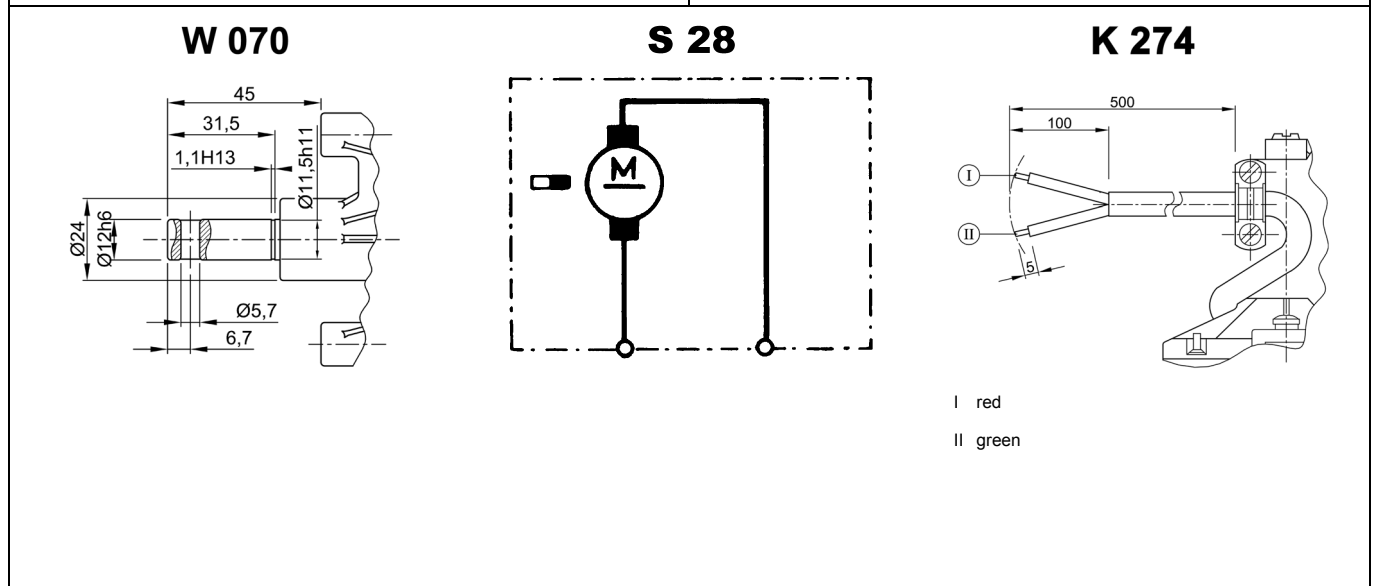 W 070
45
31,5
1,1H13
Ø11,5h11
Ø24
Ø12h6
Ø5,7
6,7
S 28
M
K 274
500
100
I
II
5
I red
II green